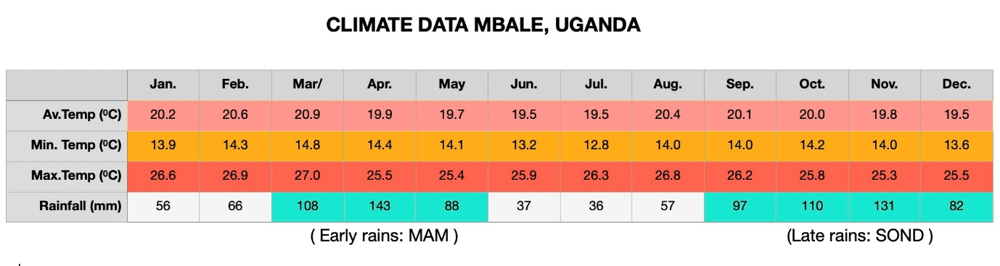 CLIMATE DATA MBALE, UGANDA
Jan. Feb. Mar/ Apr. May Jun. Jul. Aug. Sep. Oct. Nov. Dec.
Av.Temp (⁰C) 20.2 20.6 20.9 19.9 19.7 19.5 19.5 20.4 20.1 20.0 19.8 19.5
Min. Temp (⁰C) 13.9 14.3 14.8 14.4 14.1 13.2 12.8 14.0 14.0 14.2 14.0 13.6
Max.Temp (⁰C) 26.6 26.9 27.0 25.5 25.4 25.9 26.3 26.8 26.2 25.8 25.3 25.5
Rainfall (mm) 56 66 108 143 88 37 36 57 97 110 131 82
( Early rains: MAM ) (Late rains: SOND )